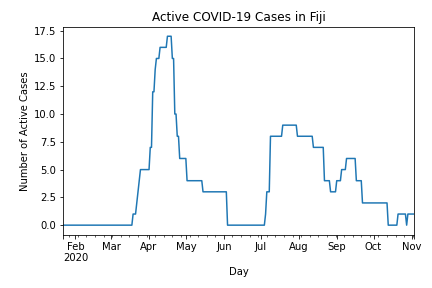 Active COVID-19 Cases in Fiji
17.5
15.0
12.5
10.0
7.5
5.0
2.5
0.0
Number of Active Cases
Feb Mar Apr May Jun Jul Aug Sep Oct Nov
2020
Day